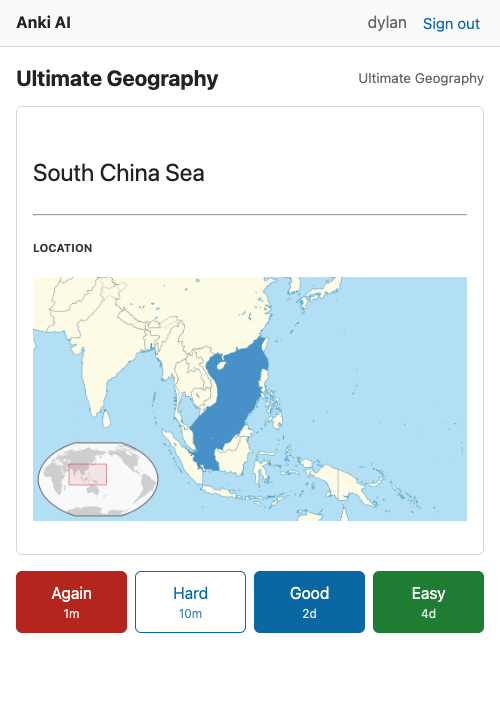 Anki AI
dylan
Sign out
Ultimate Geography
Ultimate Geography
South China Sea
LOCATION
Again
1m
Hard
10m
Good
2d
Easy
4d